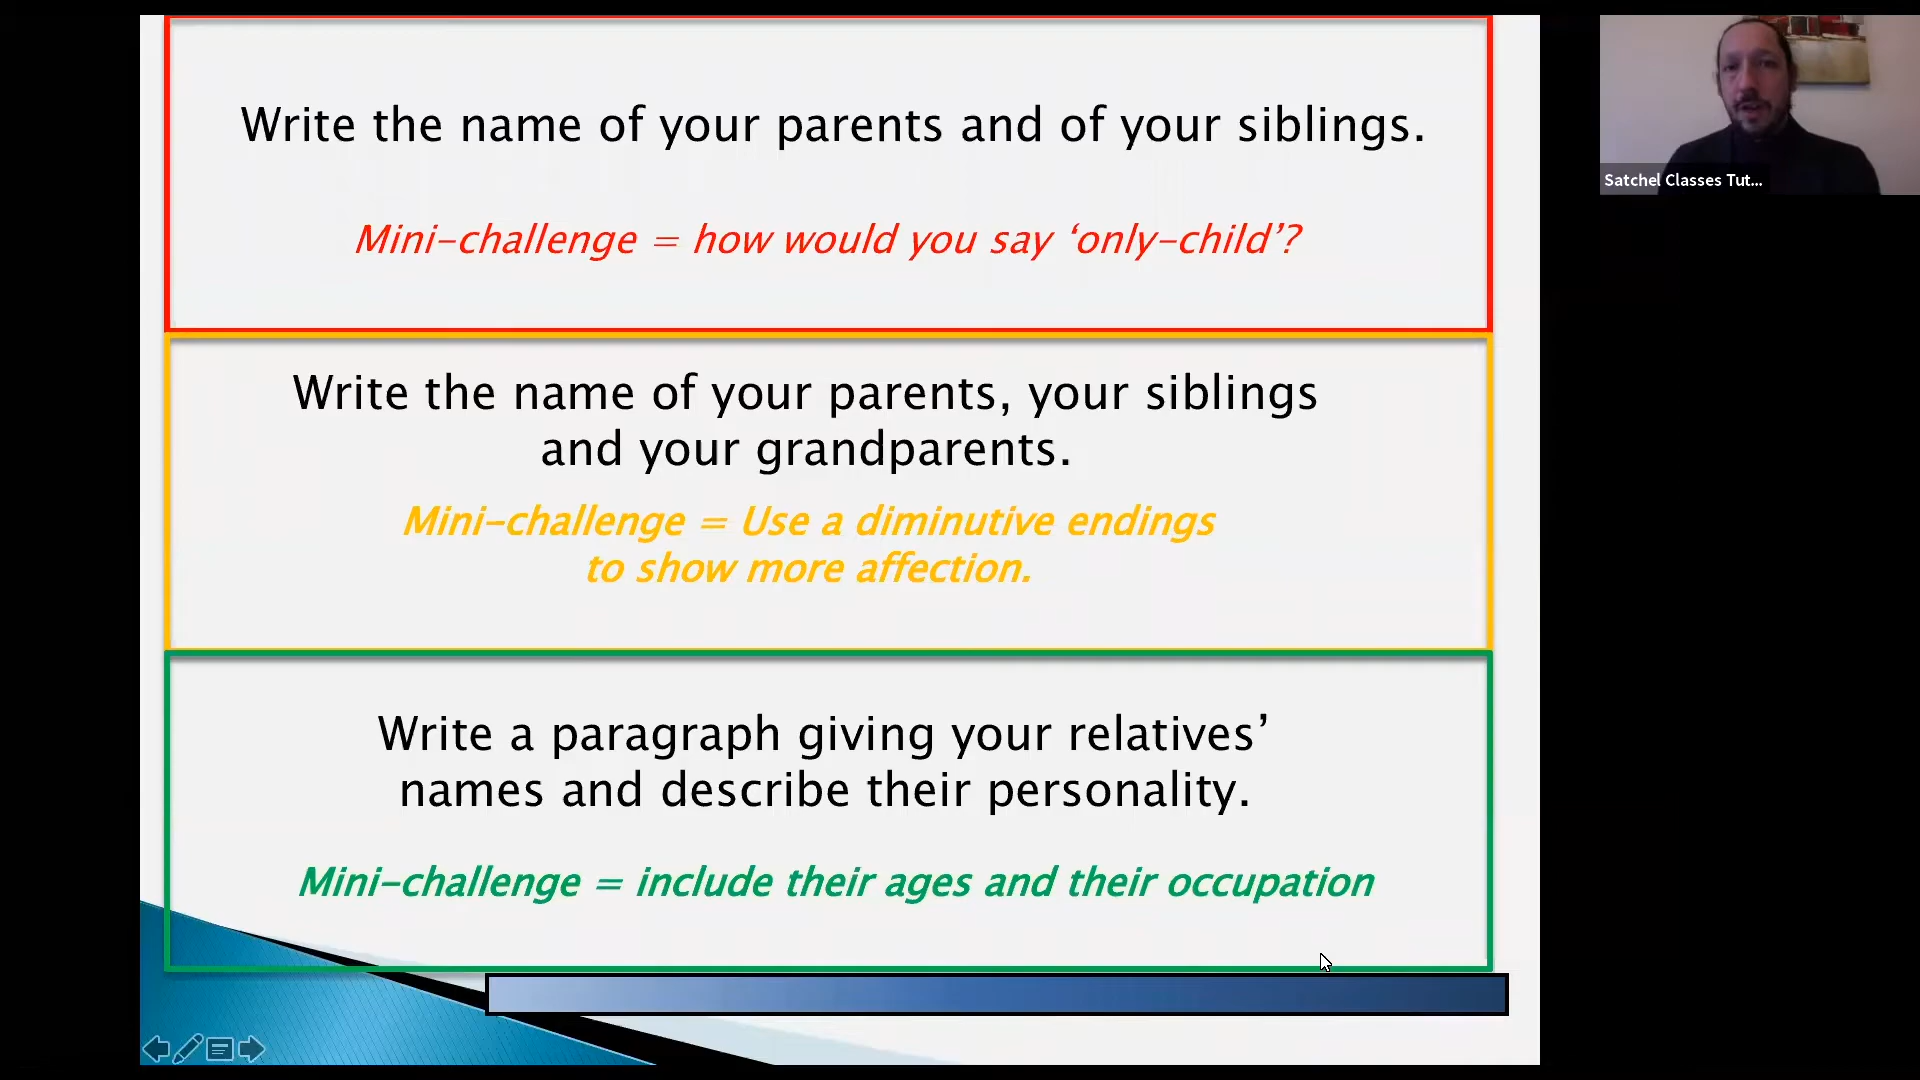 Write the name of your parents and of your siblings.
Mini-challenge = how would you say ‘only-child’?
Write the name of your parents, your siblings
and your grandparents.
Mini-challenge = Use a diminutive endings
to show more affection.
Write a paragraph giving your relatives’
names and describe their personality.
Mini-challenge = include their ages and their occupation
Satchel Classes Tut...